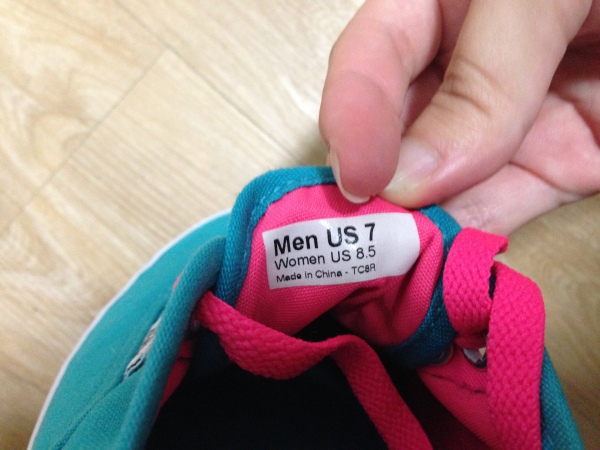 Men US 7
Women US 8.5
Made in China - TC8R